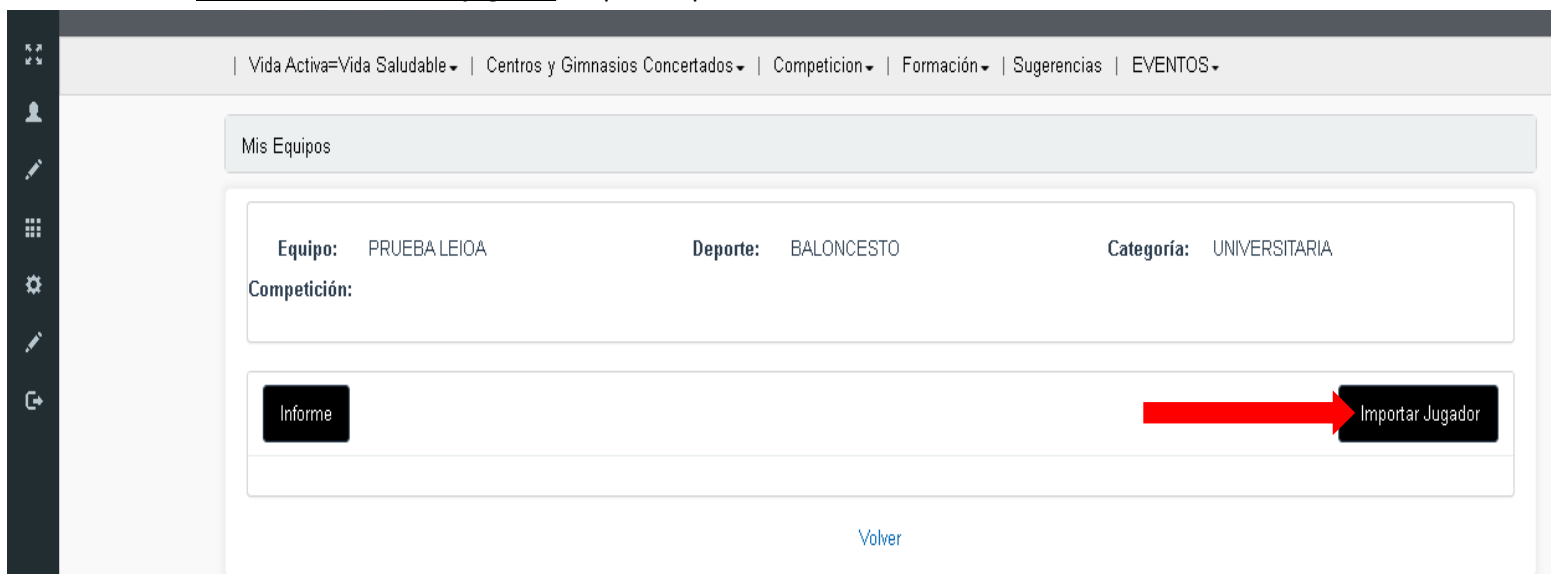 | Vida Activa=Vida Saludable | Centros y Gimnasios Concertados | Competicion | Formación | Sugerencias | EVENTOS
Mis Equipos
Equipo: PRUEBA LEIOA Deporte: BALONCESTO Categoría: UNIVERSITARIA
Competición:
Informe Importar Jugador
Volver